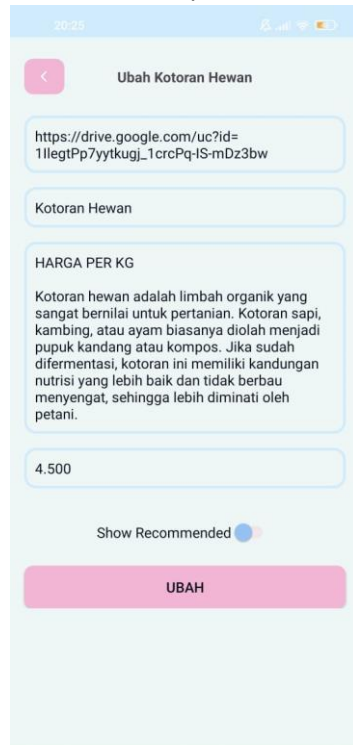 20:25
Ubah Kotoran Hewan
https://drive.google.com/uc?id=
1IlegtPp7yytkugj_1crcPq-IS-mDz3bw
Kotoran Hewan
HARGA PER KG
Kotoran hewan adalah limbah organik yang
sangat bernilai untuk pertanian. Kotoran sapi,
kambing, atau ayam biasanya diolah menjadi
pupuk kandang atau kompos. Jika sudah
difermentasi, kotoran ini memiliki kandungan
nutrisi yang lebih baik dan tidak berbau
menyengat, sehingga lebih diminati oleh
petani.
4.500
Show Recommended
UBAH